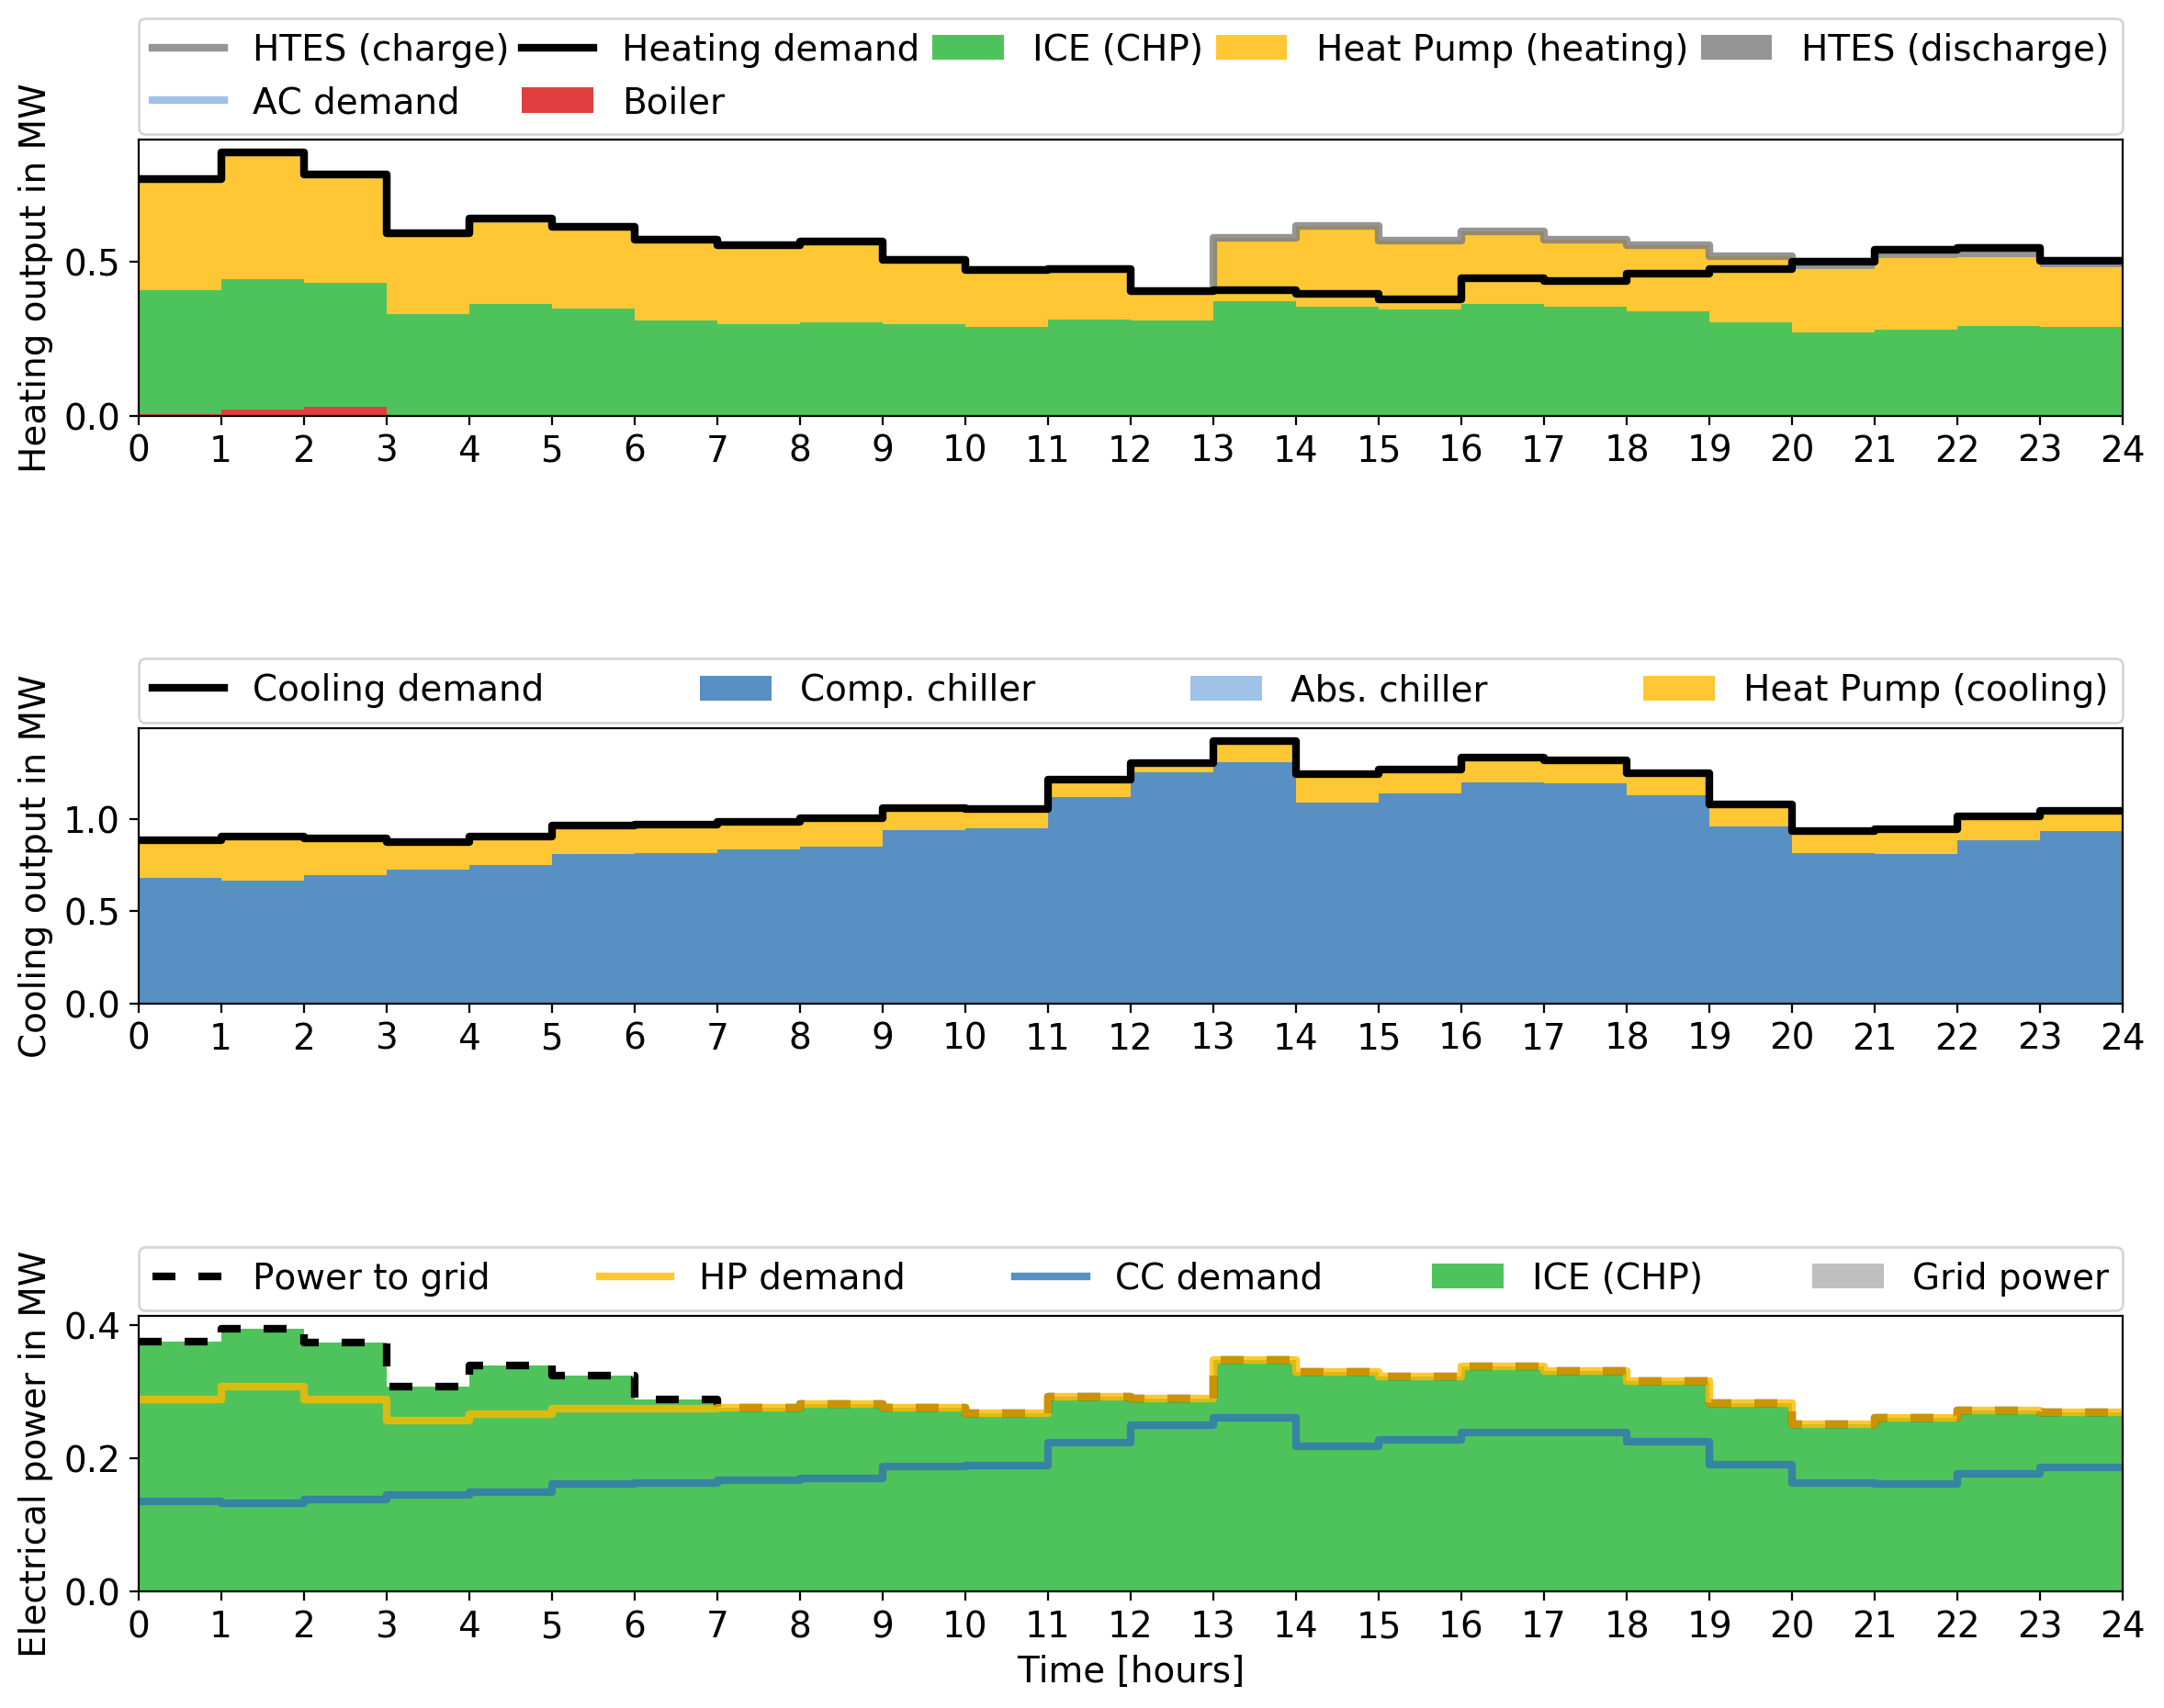 HTES (charge) Heating demand ICE (CHP) Heat Pump (heating) HTES (discharge)
AC demand Boiler
Heating output in MW
0.5
0.0
0 1 2 3 4 5 6 7 8 9 10 11 12 13 14 15 16 17 18 19 20 21 22 23 24
Cooling demand Comp. chiller Abs. chiller Heat Pump (cooling)
Cooling output in MW
1.0
0.5
0.0
0 1 2 3 4 5 6 7 8 9 10 11 12 13 14 15 16 17 18 19 20 21 22 23 24
Power to grid HP demand CC demand ICE (CHP) Grid power
Electrical power in MW
0.4
0.2
0.0
0 1 2 3 4 5 6 7 8 9 10 11 12 13 14 15 16 17 18 19 20 21 22 23 24
Time [hours]